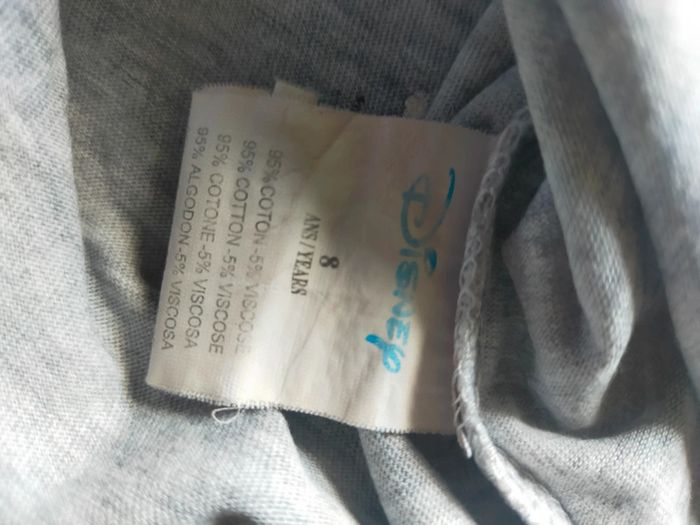 Disney
8
ANS/YEARS
95% COTON-5% VISCOSE
95% COTTON-5% VISCOSE
95% COTONE-5% VISCOSE
95% ALGODON-5% VISCOSA